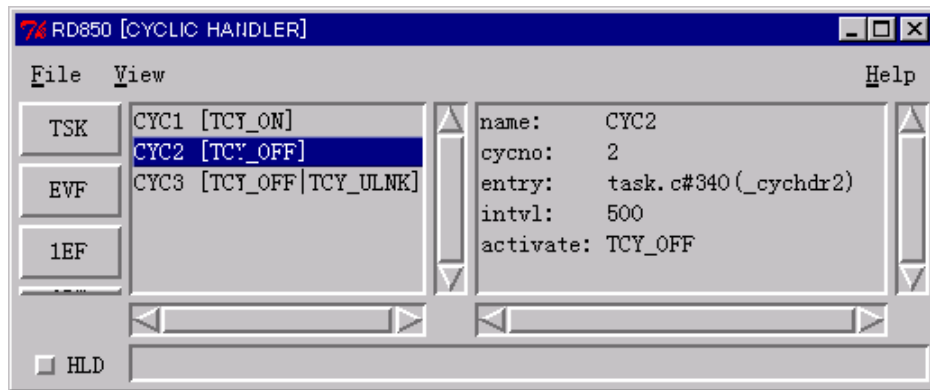 RD850 [CYCLIC HANDLER]
File View Help
TSK
EVF
1EF
CYC1 [TCY_ON]
CYC2 [TCY_OFF]
CYC3 [TCY_OFF|TCY_ULNK]
name: CYC2
cycno: 2
entry: task.c#340(_cychdr2)
intvl: 500
activate: TCY_OFF
HLD